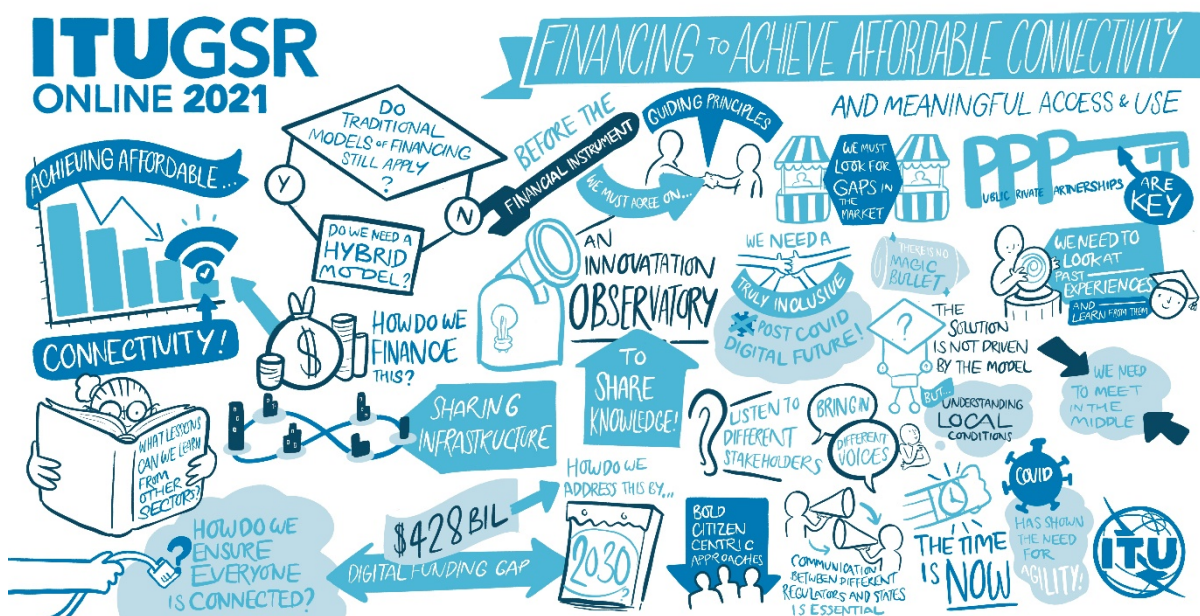 ITUGSR
ONLINE 2021
FINANCING TO ACHIEVE AFFORDABLE CONNECTIVITY
AND MEANINGFUL ACCESS & USE
ACHIEVING AFFORDABLE...
CONNECTIVITY!
DO
TRADITIONAL
MODELS OF FINANCING
STILL APPLY
?
Y
N
DO WE NEED A
HYBRID
MODEL?
BEFORE THE
FINANCIAL INSTRUMENT
GUIDING PRINCIPLES
WE MUST AGREE ON...
WE MUST
LOOK FOR
GAPS IN
THE
MARKET
PPP
PUBLIC PRIVATE PARTNERSHIPS
ARE
KEY
$
HOW DO WE
FINANCE
THIS?
AN
INNOVATATION
OBSERVATORY
TO
SHARE
KNOWLEDGE!
WE NEED A
TRULY INCLUSIVE
POST COVID
DIGITAL FUTURE!
THERE IS NO
MAGIC
BULLET
?
THE
SOLUTION
IS NOT DRIVEN
BY THE MODEL
BUT...
UNDERSTANDING
LOCAL
CONDITIONS
WE NEED TO
LOOK AT
PAST
EXPERIENCES
AND
LEARN FROM THEM
WE NEED
TO MEET
IN THE
MIDDLE
WHAT LESSONS
CAN WE LEARN
FROM
OTHER
SECTORS?
SHARING
INFRASTRUCTURE
?
LISTEN TO
DIFFERENT
STAKEHOLDERS
BRING IN
DIFFERENT
VOICES
?
HOW DO WE
ENSURE
EVERYONE
IS CONNECTED?
$428 BIL
DIGITAL FUNDING GAP
HOW DO WE
ADDRESS THIS BY...
2030
?
BOLD
CITIZEN
CENTRIC
APPROACHES
COMMUNICATION
BETWEEN DIFFERENT
REGULATORS AND STATES
IS ESSENTIAL
THE TIME
IS NOW
COVID
HAS SHOWN
THE NEED
FOR
AGILITY!
ITU